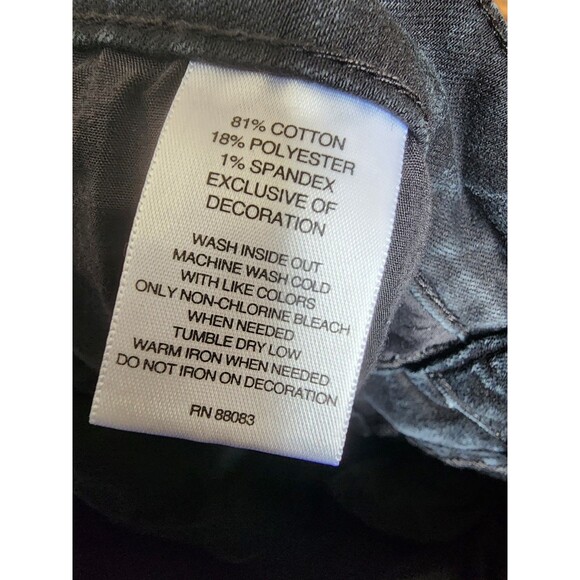 81% COTTON
18% POLYESTER
1% SPANDEX
EXCLUSIVE OF
DECORATION
WASH INSIDE OUT
MACHINE WASH COLD
WITH LIKE COLORS
ONLY NON-CHLORINE BLEACH
WHEN NEEDED
TUMBLE DRY LOW
WARM IRON WHEN NEEDED
DO NOT IRON ON DECORATION
RN 88083